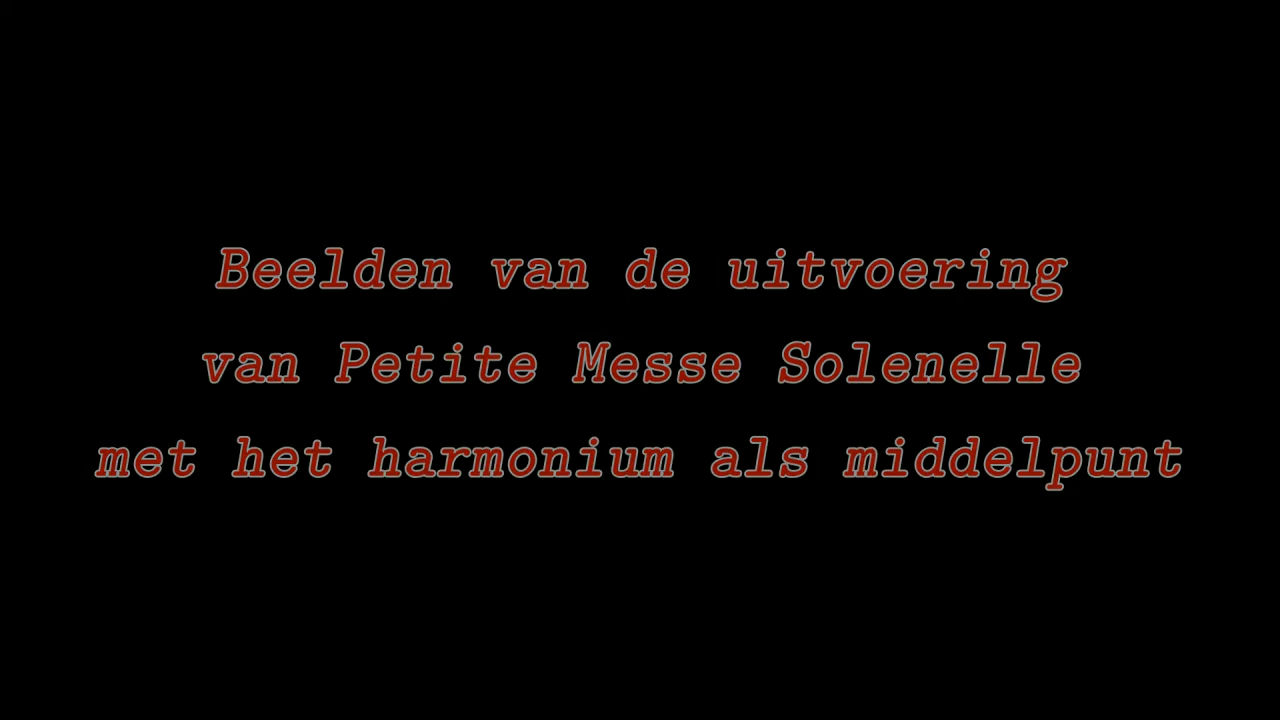 Beelden van de uitvoering
van Petite Messe Solenelle
met het harmonium als middelpunt